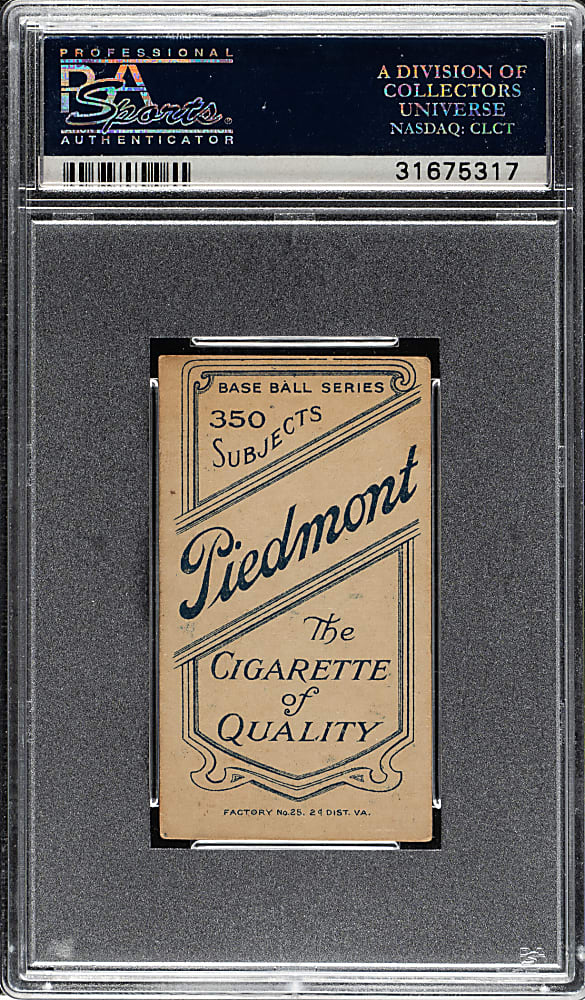 PROFESSIONAL
PSA
Sports
AUTHENTICATOR
A DIVISION OF
COLLECTORS
UNIVERSE
NASDAQ: CLCT
31675317
BASE BALL SERIES
350
SUBJECTS
Piedmont
The
CIGARETTE
of
QUALITY
FACTORY No.25. 2d DIST. VA.
PSA